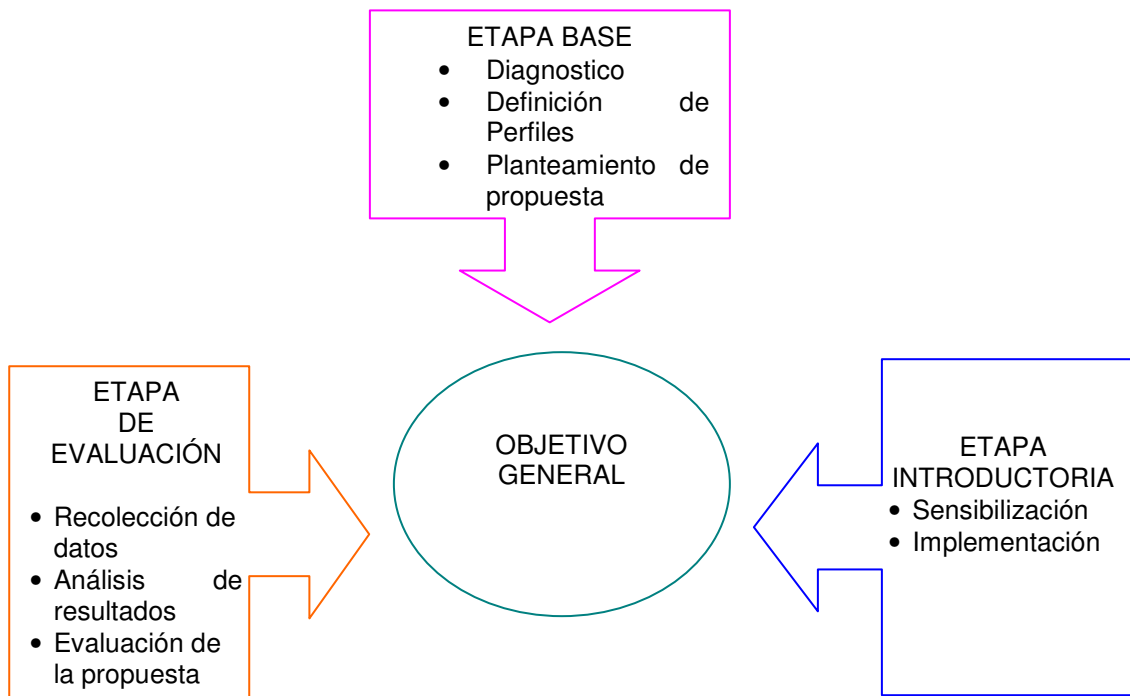 ETAPA BASE
• Diagnostico
• Definición de
Perfiles
• Planteamiento de
propuesta
ETAPA
DE
EVALUACIÓN
• Recolección de
datos
• Análisis de
resultados
• Evaluación de
la propuesta
OBJETIVO
GENERAL
ETAPA
INTRODUCTORIA
• Sensibilización
• Implementación